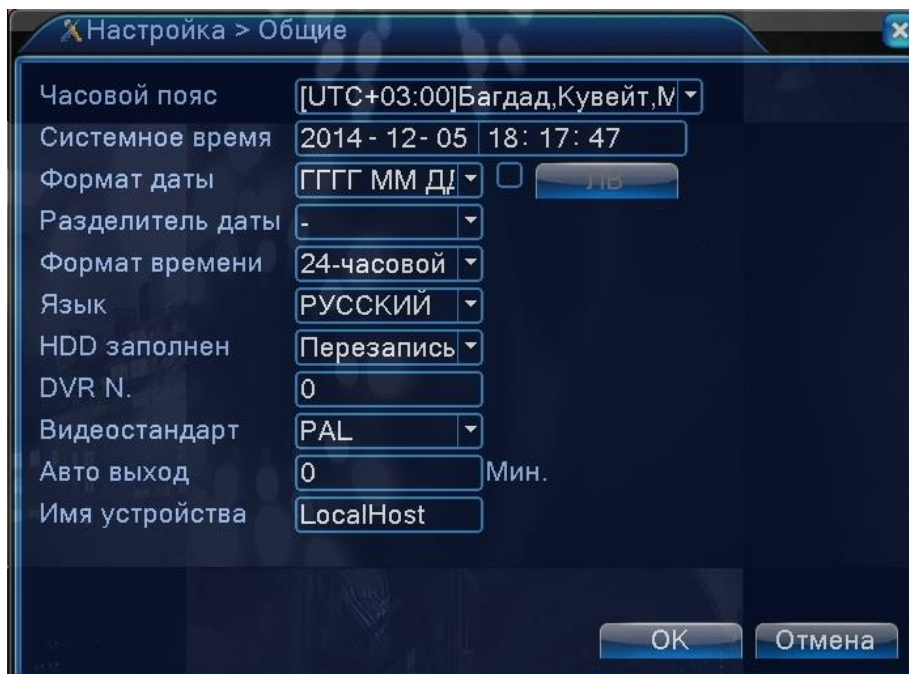 Настройка > Общие
Часовой пояс [UTC+03:00]Багдад,Кувейт,М
Системное время 2014 - 12 - 05 18: 17: 47
Формат даты ГГГГ ММ ДД ЛВ
Разделитель даты -
Формат времени 24-часовой
Язык РУССКИЙ
HDD заполнен Перезапись
DVR N. 0
Видеостандарт PAL
Авто выход 0 Мин.
Имя устройства LocalHost
OK Отмена